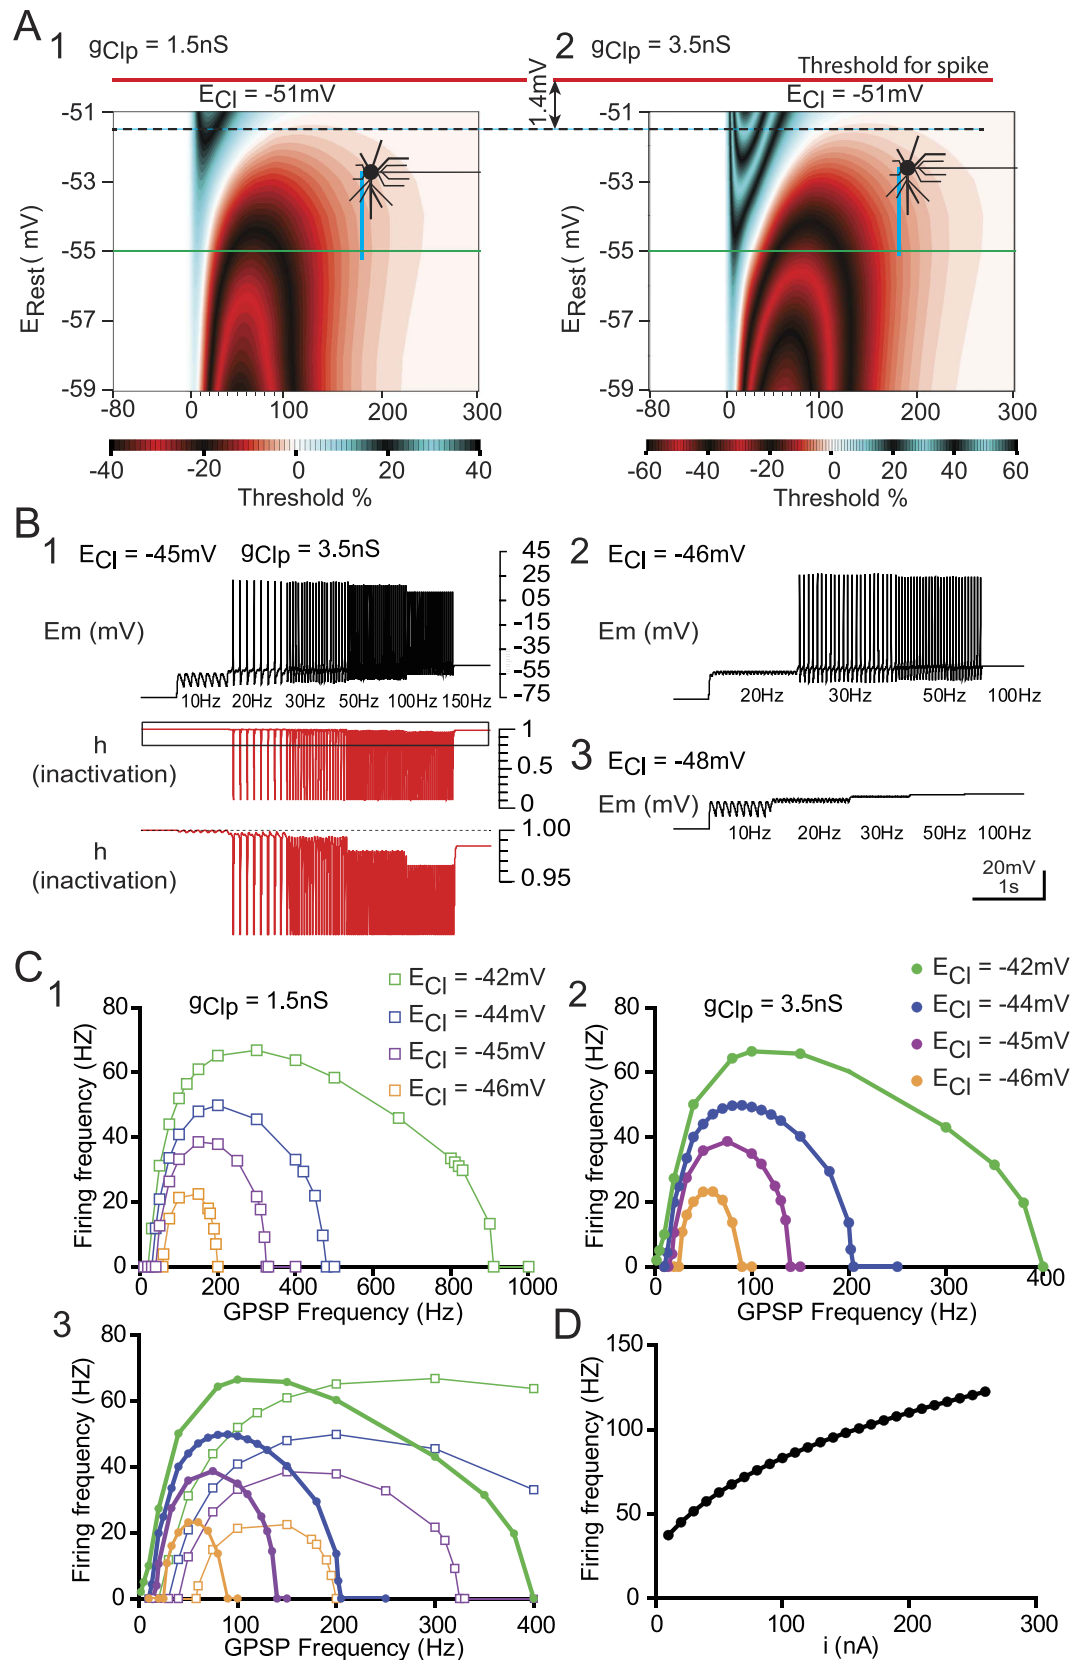 A
1 gClp = 1.5nS
2 gClp = 3.5nS
Threshold for spike
1.4mV
ECl = -51mV
ECl = -51mV
ERest( mV)
-51
-53
-55
-57
-59
-80 0 100 200 300
-40 -20 0 20 40
Threshold %
ERest( mV)
-51
-53
-55
-57
-59
-80 0 100 200 300
-60 -40 -20 0 20 40 60
Threshold %
B
1 ECl = -45mV gClp = 3.5nS
Em (mV)
45
25
05
-15
-35
-55
-75
10Hz 20Hz 30Hz 50Hz 100Hz 150Hz
h
(inactivation)
1
0.5
0
h
(inactivation)
1.00
0.95
2 ECl = -46mV
Em (mV)
20Hz 30Hz 50Hz 100Hz
3 ECl = -48mV
Em (mV)
10Hz 20Hz 30Hz 50Hz 100Hz
20mV
1s
C
1 gClp = 1.5nS
ECl = -42mV
ECl = -44mV
ECl = -45mV
ECl = -46mV
Firing frequency (HZ)
80
60
40
20
0
0 200 400 600 800 1000
GPSP Frequency (Hz)
2 gClp = 3.5nS
ECl = -42mV
ECl = -44mV
ECl = -45mV
ECl = -46mV
Firing frequency (HZ)
80
60
40
20
0
0 100 200 300 400
GPSP Frequency (Hz)
3
Firing frequency (HZ)
80
60
40
20
0
0 100 200 300 400
GPSP Frequency (Hz)
D
Firing frequency (HZ)
150
100
50
0
0 100 200 300
i (nA)